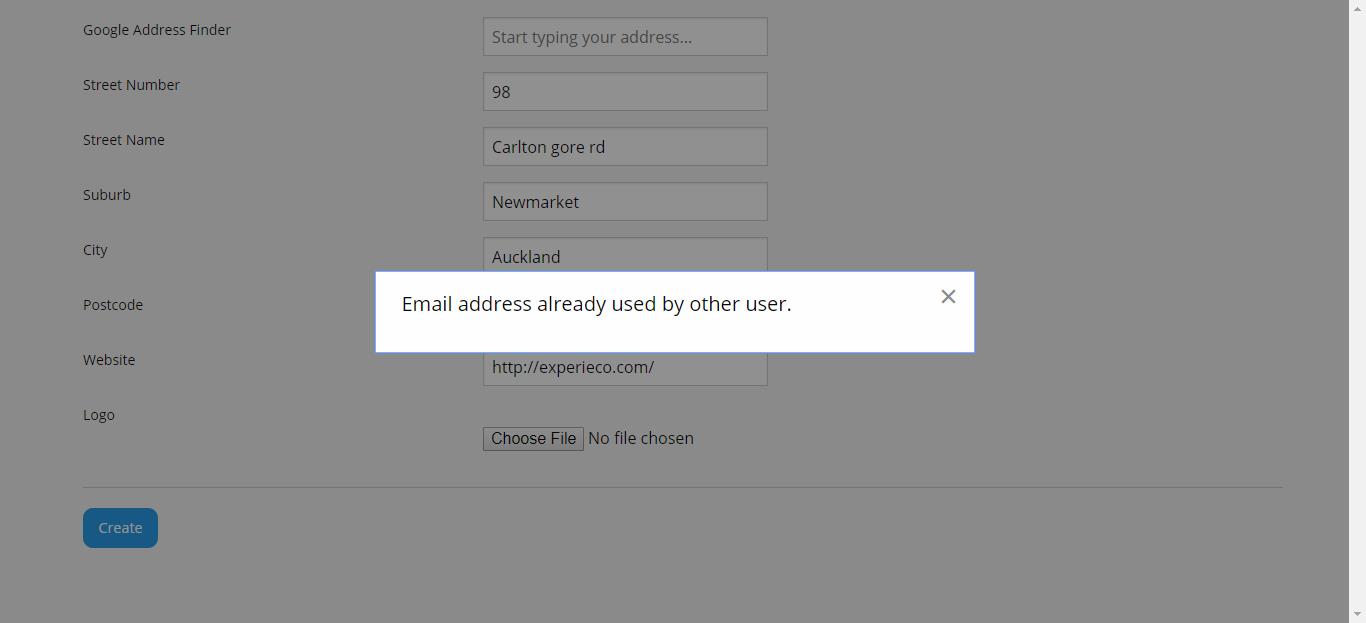 Google Address Finder
Start typing your address...
Street Number
98
Street Name
Carlton gore rd
Suburb
Newmarket
City
Auckland
Postcode
Email address already used by other user.
×
Website
http://experieco.com/
Logo
Choose File No file chosen
Create